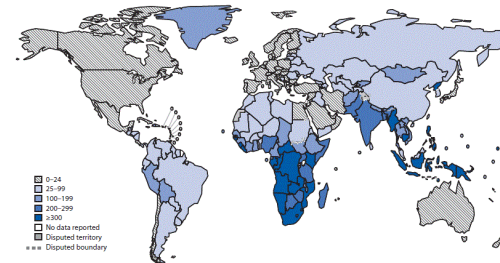 0–24
25–99
100–199
200–299
≥300
No data reported
Disputed territory
Disputed boundary